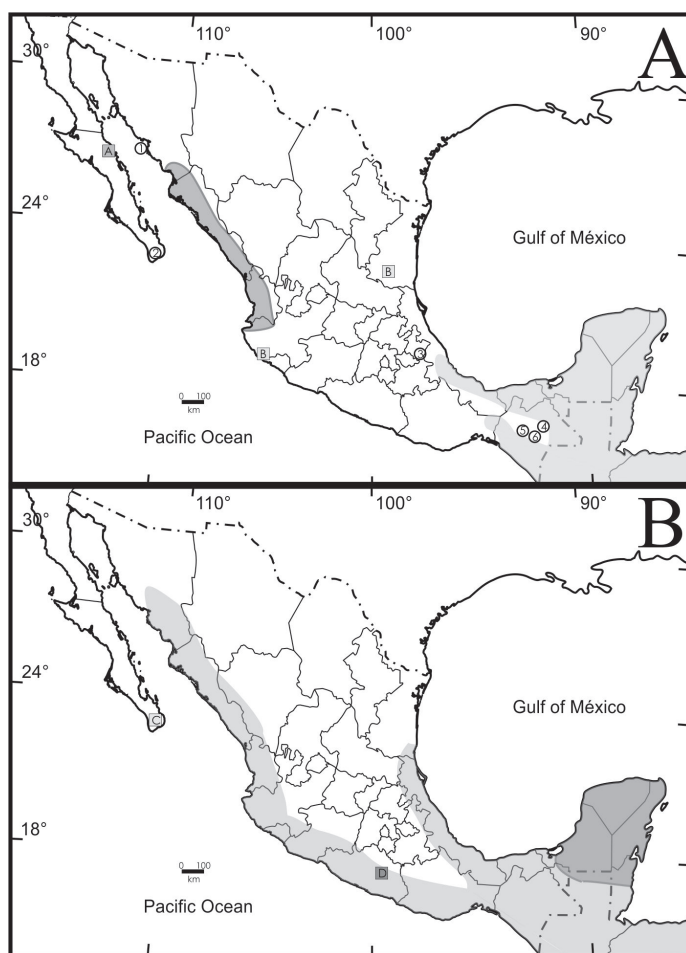 110° 100° 90°
A
30°
A 1
24°
2
Gulf of México
B
18°
B 3
0 100
km
4
5
6
Pacific Ocean
110° 100° 90°
B
30°
24°
C
Gulf of México
18°
0 100
km
D
Pacific Ocean